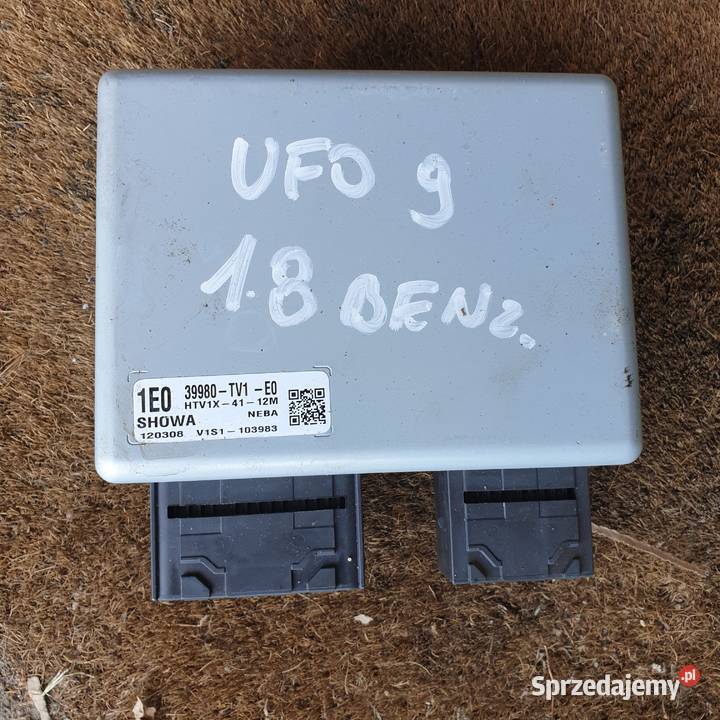 UFO 9
1.8 BENZ.
1E0 39980-TV1-E0
HTV1X-41-12M
SHOWA NEBA
120308 V1S1-103983
Sprzedajemy.pl